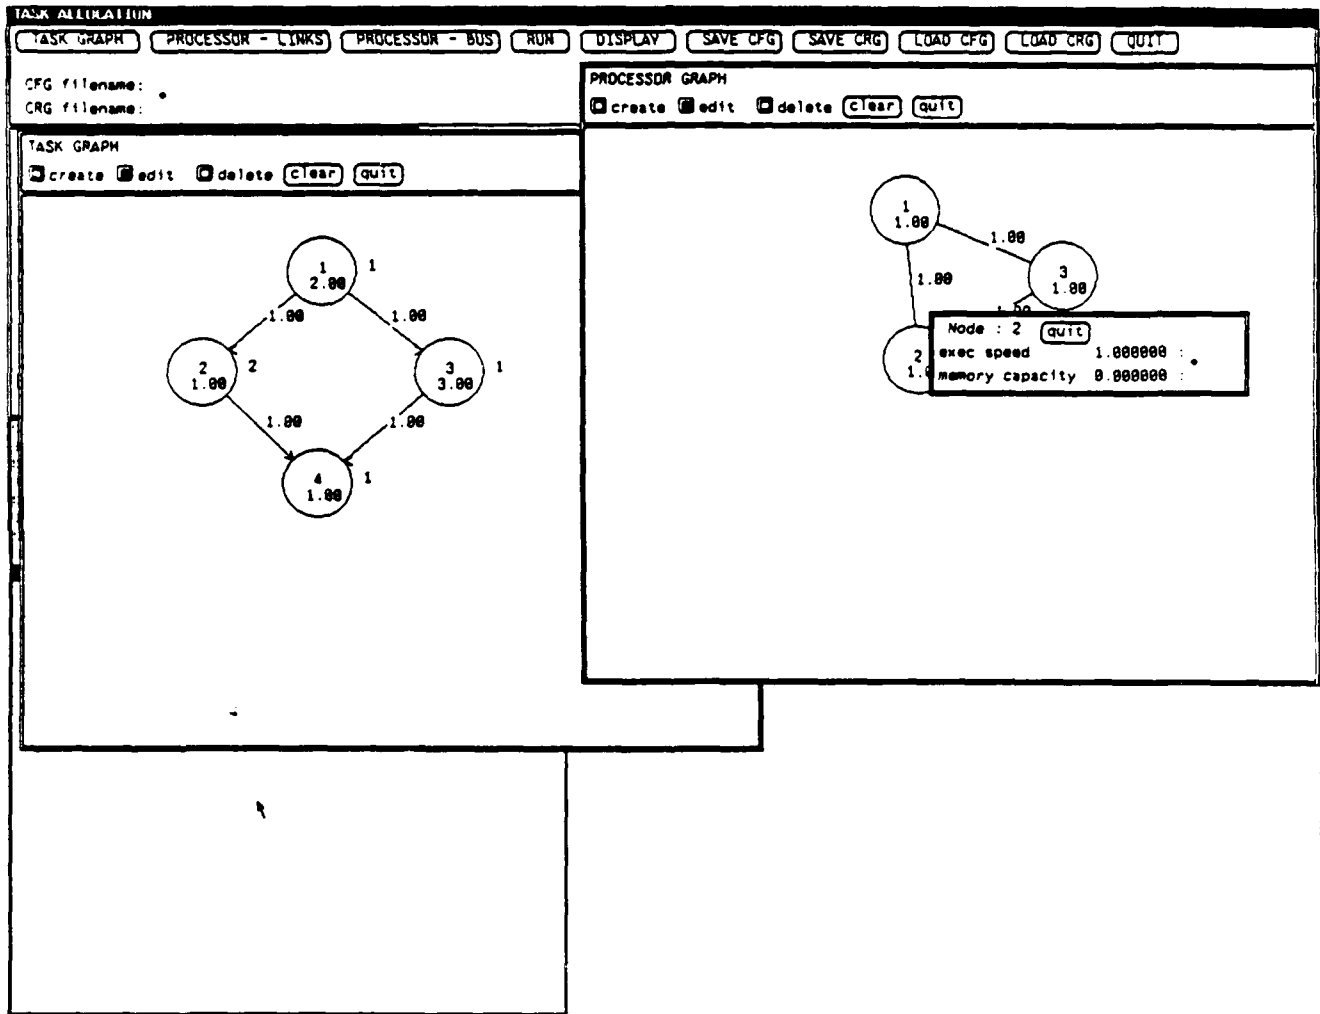 TASK ALLOCATION
TASK GRAPH PROCESSOR - LINKS PROCESSOR - BUS RUN DISPLAY SAVE CFG SAVE CRG LOAD CFG LOAD CRG QUIT
CFG filename:
CRG filename:
PROCESSOR GRAPH
create edit delete clear quit
TASK GRAPH
create edit delete clear quit
1 1
2.00
1.00 1.00
2 2
1.00
3 1
3.00
1.00 1.00
4 1
1.00
1
1.00
1.00
1.00
3
1.00
1.00
2
Node : 2 quit
exec speed 1.000000 :
memory capacity 0.000000 :